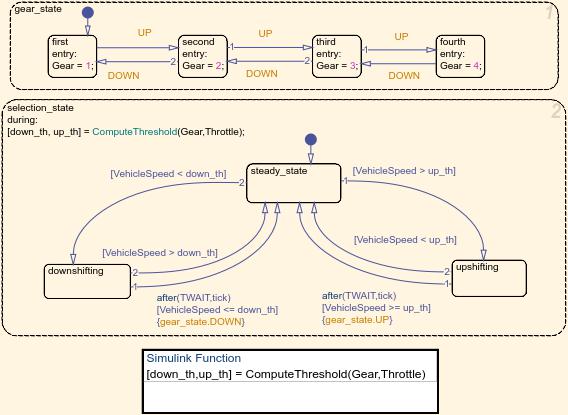 gear_state
1
first
entry:
Gear = 1;
UP
DOWN
second
entry:
Gear = 2;
1
2
UP
DOWN
third
entry:
Gear = 3;
1
2
UP
DOWN
fourth
entry:
Gear = 4;
selection_state
2
during:
[down_th, up_th] = ComputeThreshold(Gear,Throttle);
[VehicleSpeed < down_th]
2
steady_state
1
[VehicleSpeed > up_th]
[VehicleSpeed > down_th]
[VehicleSpeed < up_th]
downshifting
2
1
upshifting
2
1
after(TWAIT,tick)
[VehicleSpeed <= down_th]
{gear_state.DOWN}
after(TWAIT,tick)
[VehicleSpeed >= up_th]
{gear_state.UP}
Simulink Function
[down_th,up_th] = ComputeThreshold(Gear,Throttle)